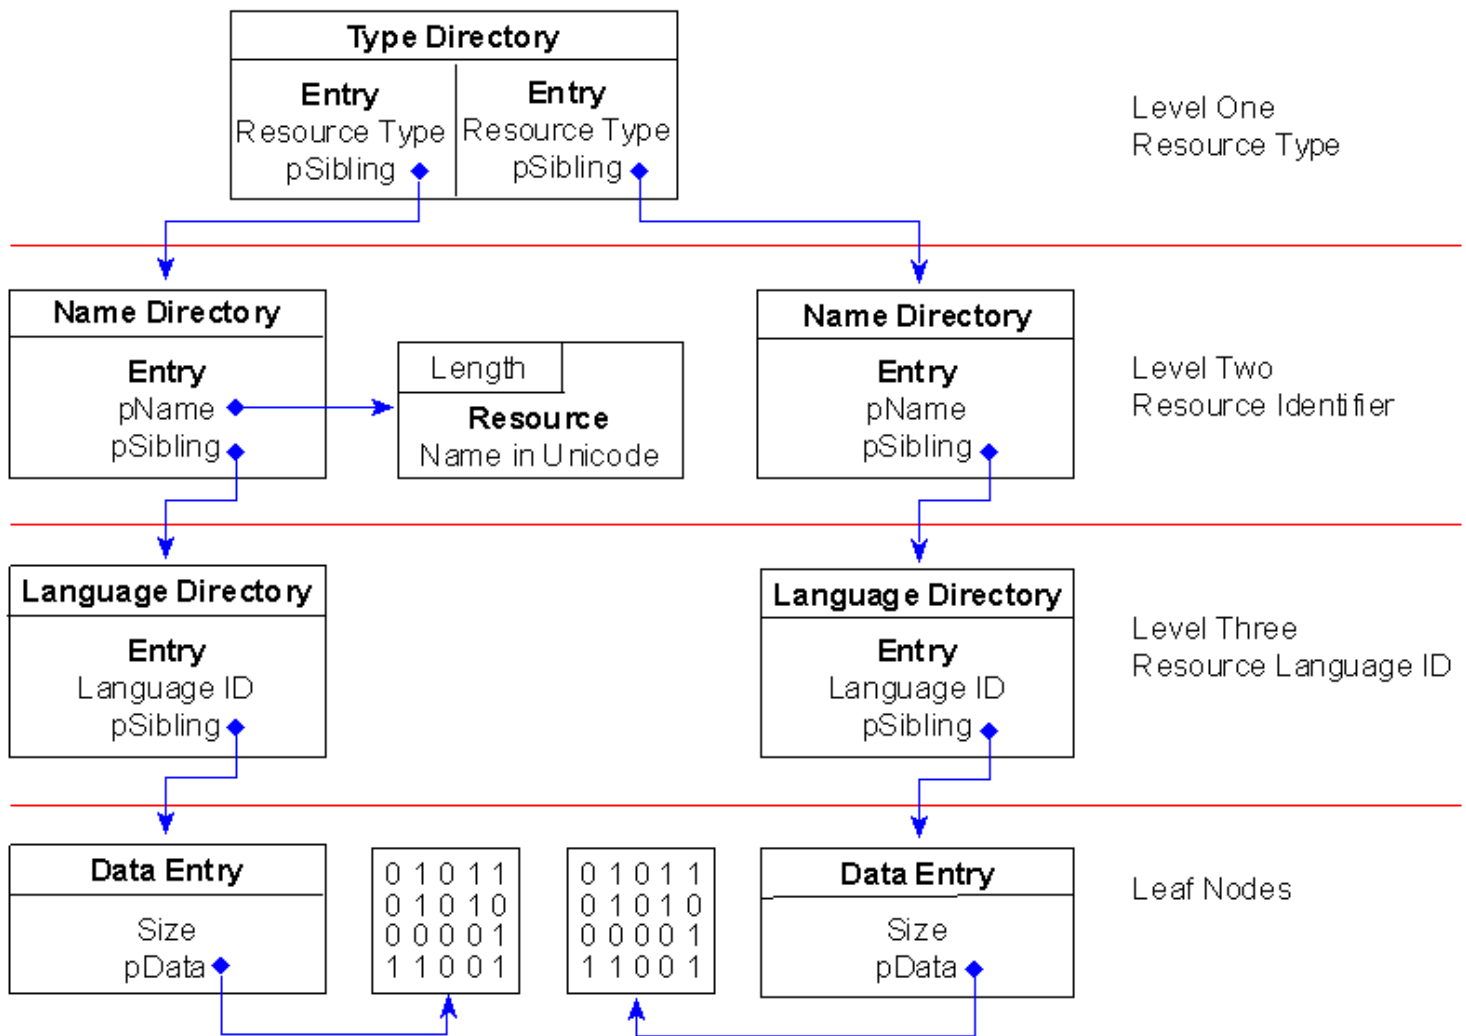 Type Directory
Entry
Resource Type
pSibling
Entry
Resource Type
pSibling
Level One
Resource Type
Name Directory
Entry
pName
pSibling
Length
Resource
Name in Unicode
Name Directory
Entry
pName
pSibling
Level Two
Resource Identifier
Language Directory
Entry
Language ID
pSibling
Language Directory
Entry
Language ID
pSibling
Level Three
Resource Language ID
Data Entry
Size
pData
0 1 0 1 1
0 1 0 1 0
0 0 0 0 1
1 1 0 0 1
0 1 0 1 1
0 1 0 1 0
0 0 0 0 1
1 1 0 0 1
Data Entry
Size
pData
Leaf Nodes